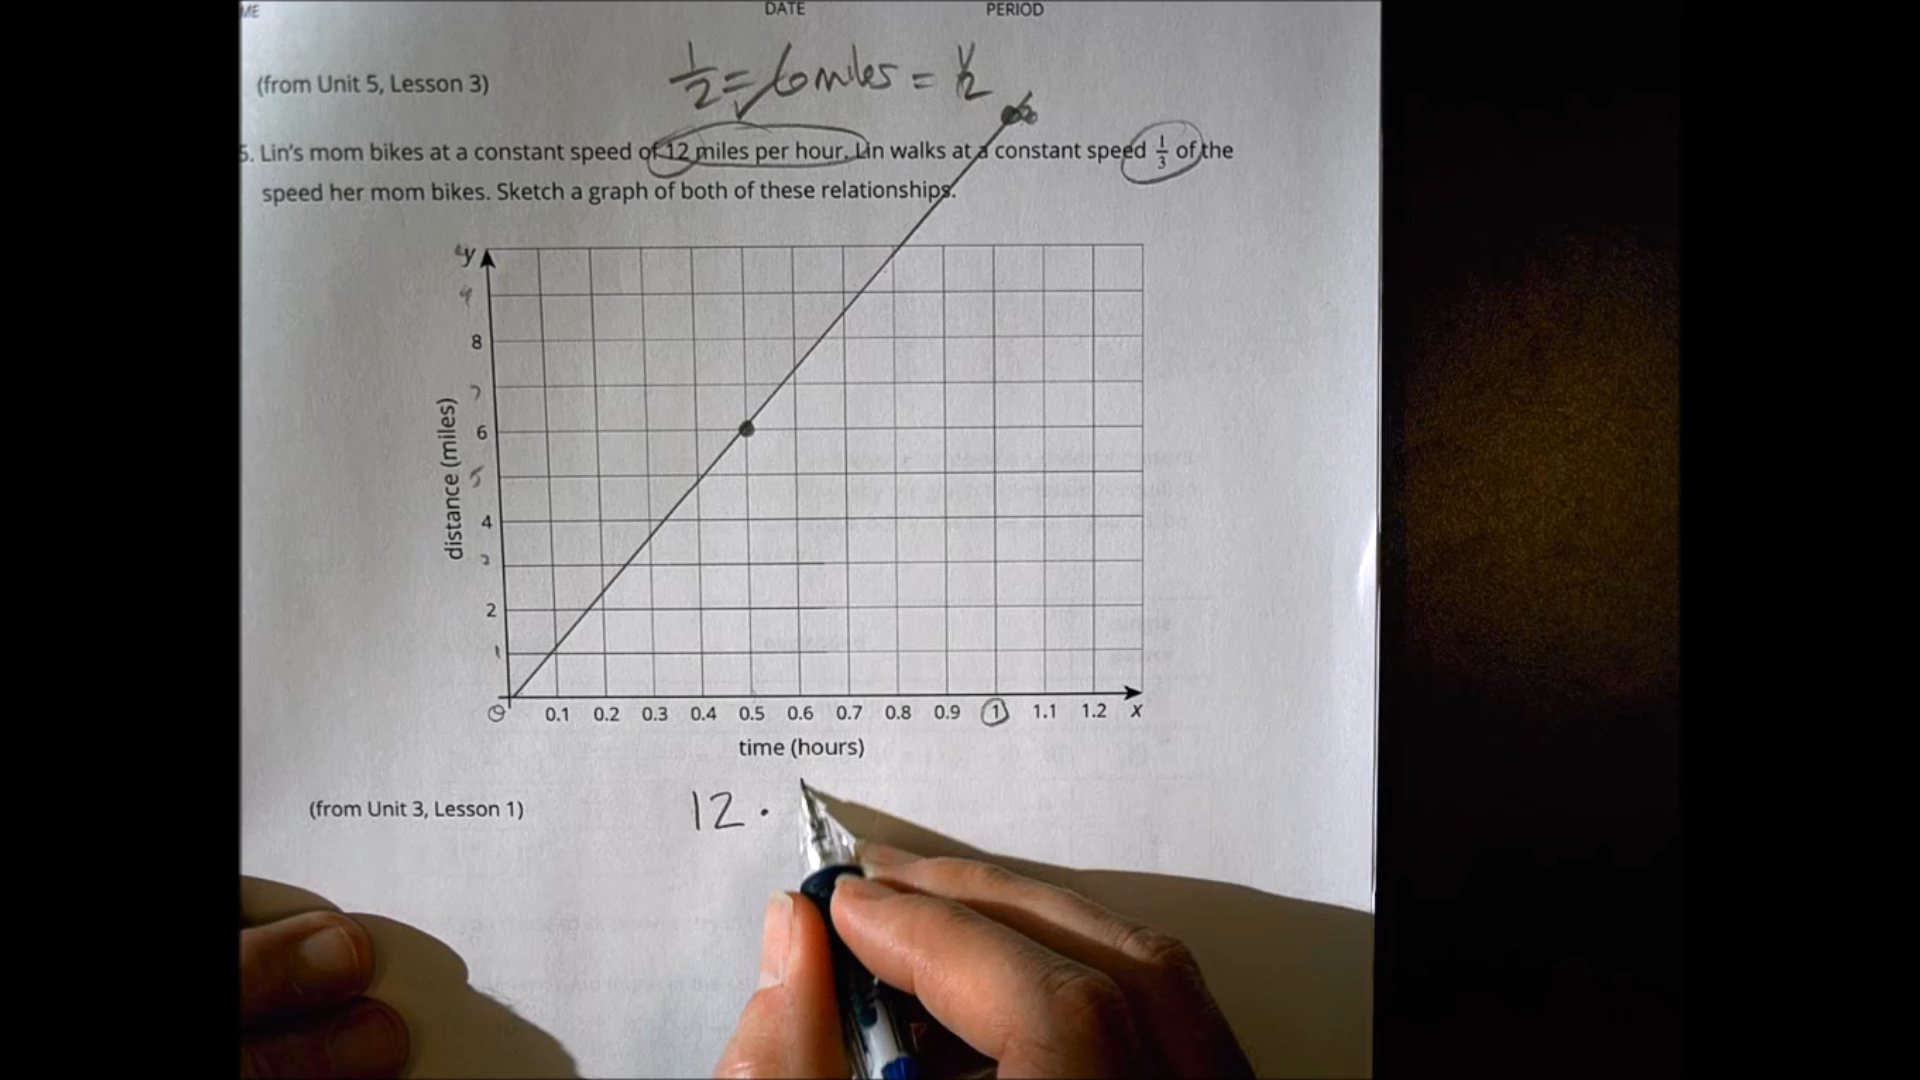 DATE PERIOD
(from Unit 5, Lesson 3)
1/2 = 6 miles = 1/2
5. Lin's mom bikes at a constant speed of 12 miles per hour. Lin walks at a constant speed 1/3 of the
speed her mom bikes. Sketch a graph of both of these relationships.
y
9
8
7
6
5
4
3
2
1
0 0.1 0.2 0.3 0.4 0.5 0.6 0.7 0.8 0.9 1 1.1 1.2 x
distance (miles)
time (hours)
(from Unit 3, Lesson 1)
12 ·